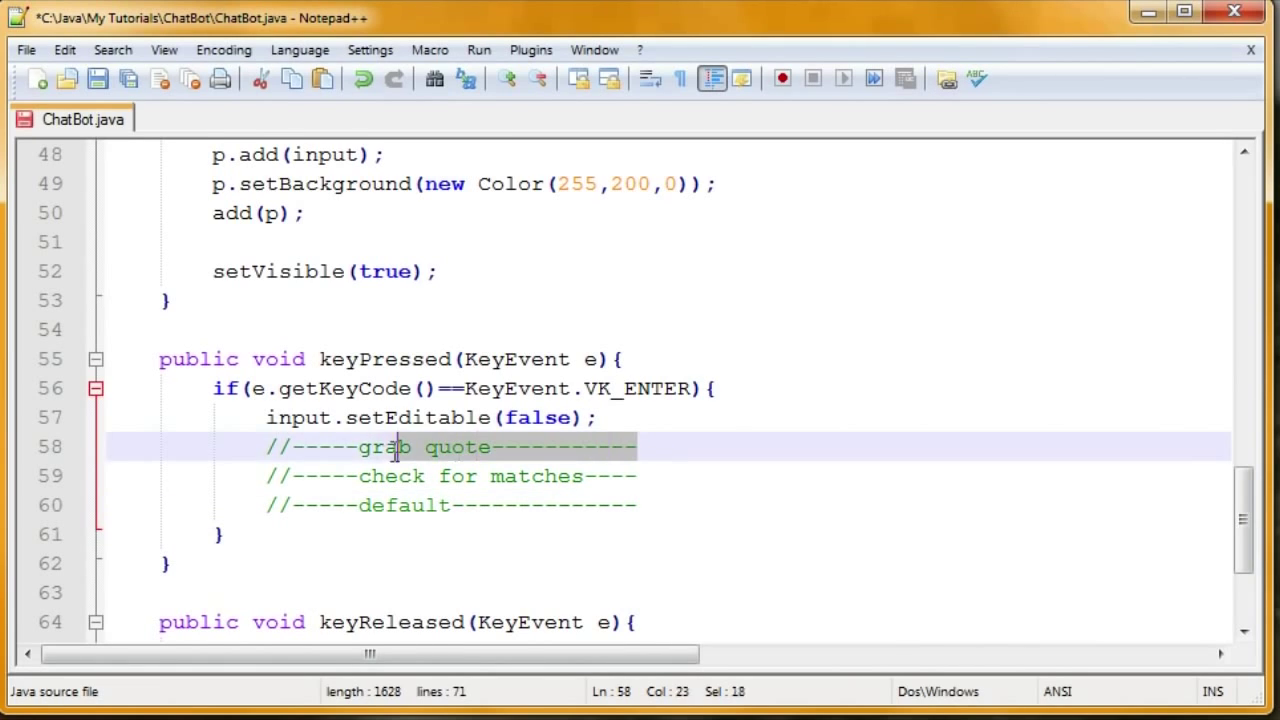 *C:\Java\My Tutorials\ChatBot\ChatBot.java - Notepad++
File Edit Search View Encoding Language Settings Macro Run Plugins Window ? X
ABC
ChatBot.java
48 p.add(input);
49 p.setBackground(new Color(255,200,0));
50 add(p);
51
52 setVisible(true);
53 }
54
55 public void keyPressed(KeyEvent e){
56 if(e.getKeyCode()==KeyEvent.VK_ENTER){
57 input.setEditable(false);
58 //-----grab quote-----------
59 //-----check for matches----
60 //-----default--------------
61 }
62 }
63
64 public void keyReleased(KeyEvent e){
Java source file length : 1628 lines : 71 Ln : 58 Col : 23 Sel : 18 Dos\Windows ANSI INS